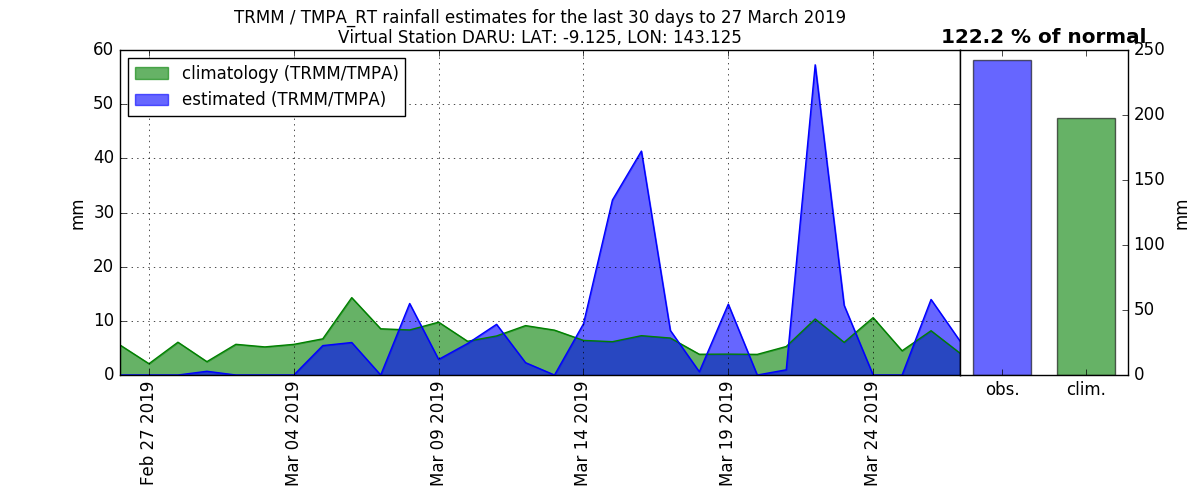 TRMM / TMPA_RT rainfall estimates for the last 30 days to 27 March 2019
Virtual Station DARU: LAT: -9.125, LON: 143.125
122.2 % of normal
climatology (TRMM/TMPA)
estimated (TRMM/TMPA)
60
50
40
30
20
10
0
mm
Feb 27 2019
Mar 04 2019
Mar 09 2019
Mar 14 2019
Mar 19 2019
Mar 24 2019
obs.
clim.
250
200
150
100
50
0
mm